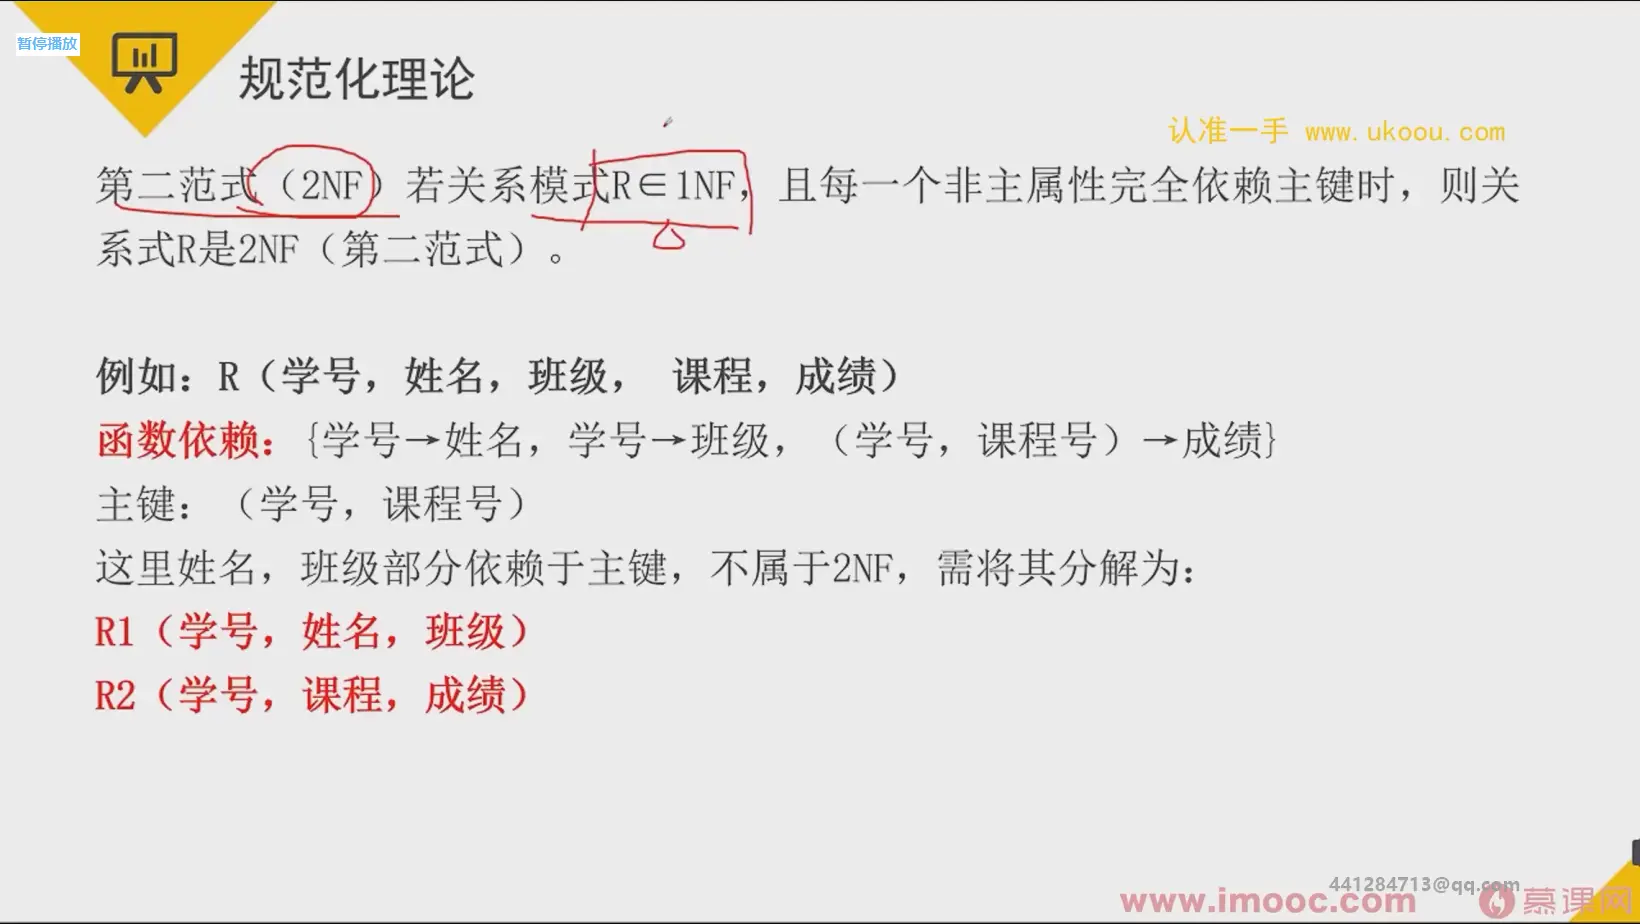 暂停播放
规范化理论
认准一手 www.ukoou.com
第二范式（2NF）若关系模式R∈1NF，且每一个非主属性完全依赖主键时，则关
系式R是2NF（第二范式）。
例如：R（学号，姓名，班级， 课程，成绩）
函数依赖：{学号→姓名，学号→班级，（学号，课程号）→成绩}
主键：（学号，课程号）
这里姓名，班级部分依赖于主键，不属于2NF，需将其分解为：
R1（学号，姓名，班级）
R2（学号，课程，成绩）
441284713@qq.com
www.imooc.com 慕课网